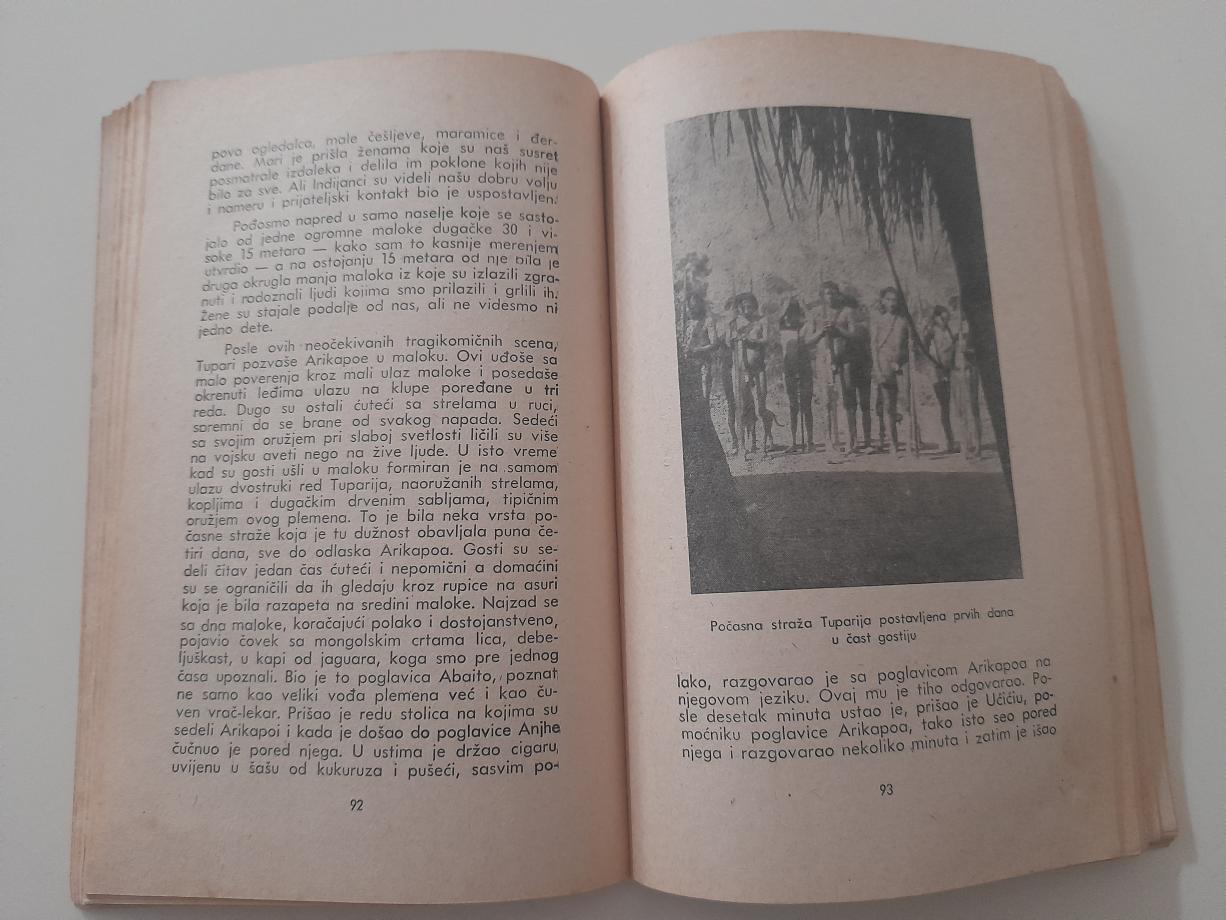 pova ogledalca, male češljeve, maramice i đer-
dane. Mari je prišla ženama koje su naš susret
posmatrale izdaleka i delila im poklone kojih nije
bilo za sve. Ali Indijanci su videli našu dobru volju
i nameru i prijateljski kontakt bio je uspostavljen.
Pođosmo napred u samo naselje koje se sasto-
jalo od jedne ogromne maloke dugačke 30 i vi-
soke 15 metara — kako sam to kasnije merenjem
utvrdio — a na ostojanju 15 metara od nje bila je
druga okrugla manja maloka iz koje su izlazili zgra-
nuti i radoznali ljudi kojima smo prilazili i grlili ih.
Žene su stajale podalje od nas, ali ne videsmo ni
jedno dete.
Posle ovih neočekivanih tragikomičnih scena,
Tupari pozvaše Arikapoe u maloku. Ovi uđoše sa
malo poverenja kroz mali ulaz maloke i posedaše
okrenuti leđima ulazu na klupe poređane u tri
reda. Dugo su ostali ćuteći sa strelama u ruci,
spremni da se brane od svakog napada. Sedeći
sa svojim oružjem pri slaboj svetlosti ličili su više
na vojsku aveti nego na žive ljude. U isto vreme
kad su gosti ušli u maloku formiran je na samom
ulazu dvostruki red Tuparija, naoružanih strelama,
kopljima i dugačkim drvenim sabljama, tipičnim
oružjem ovog plemena. To je bila neka vrsta po-
časne straže koja je tu dužnost obavljala puna če-
tiri dana, sve do odlaska Arikapoa. Gosti su se-
deli čitav jedan čas ćuteći i nepomični a domaćini
su se ograničili da ih gledaju kroz rupice na asuri
koja je bila razapeta na sredini maloke. Najzad se
sa dna maloke, koračajući polako i dostojanstveno,
pojavio čovek sa mongolskim crtama lica, debe-
ljuškast, u kapi od jaguara, koga smo pre jednog
časa upoznali. Bio je to poglavica Abaito, poznat
ne samo kao veliki vođa plemena već i kao ču-
ven vrač-lekar. Prišao je redu stolica na kojima su
sedeli Arikapoi i kada je došao do poglavice Anjhe
čučnuo je pored njega. U ustima je držao cigaru,
uvijenu u šašu od kukuruza i pušeći, sasvim po-
92
Počasna straža Tuparija postavljena prvih dana
u čast gostiju
lako, razgovarao je sa poglavicom Arikapoa na
njegovom jeziku. Ovaj mu je tiho odgovarao. Po-
sle desetak minuta ustao je, prišao je Učićiu, po-
moćniku poglavice Arikapoa, tako isto seo pored
njega i razgovarao nekoliko minuta i zatim je išao
93